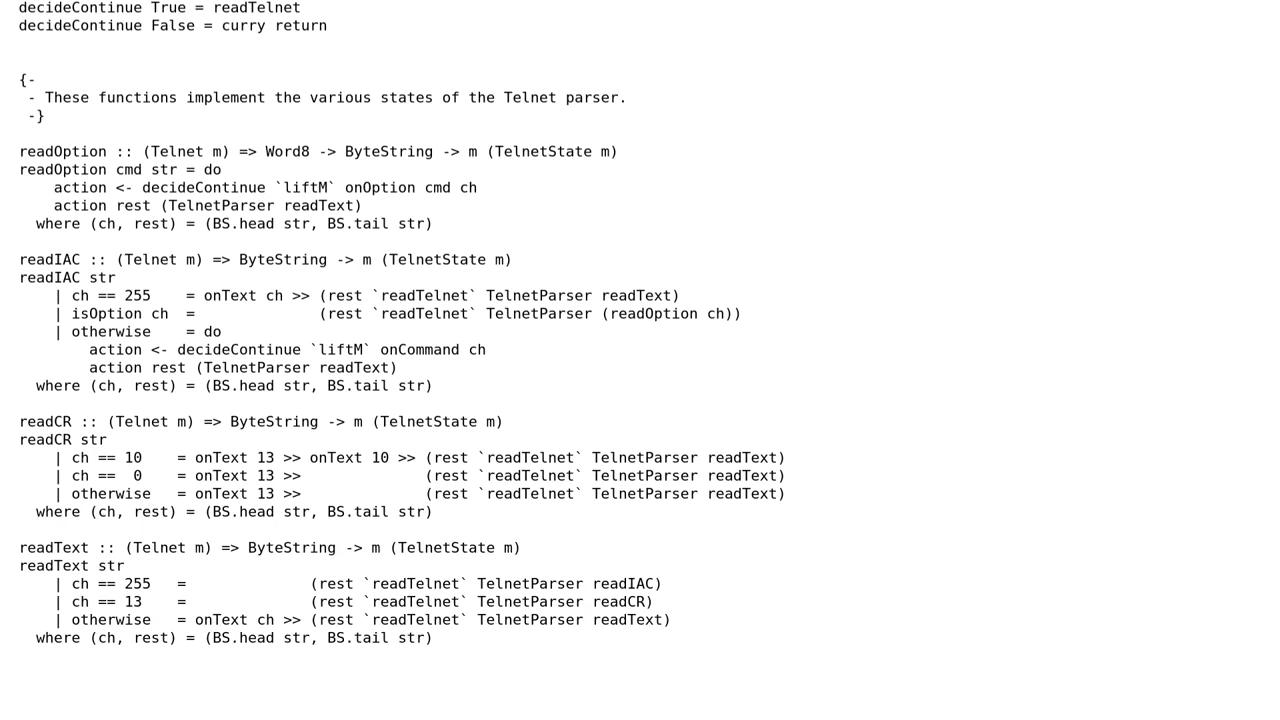 decideContinue True = readTelnet
decideContinue False = curry return


{-
 - These functions implement the various states of the Telnet parser.
 -}

readOption :: (Telnet m) => Word8 -> ByteString -> m (TelnetState m)
readOption cmd str = do
    action <- decideContinue `liftM` onOption cmd ch
    action rest (TelnetParser readText)
  where (ch, rest) = (BS.head str, BS.tail str)

readIAC :: (Telnet m) => ByteString -> m (TelnetState m)
readIAC str
    | ch == 255    = onText ch >> (rest `readTelnet` TelnetParser readText)
    | isOption ch  =              (rest `readTelnet` TelnetParser (readOption ch))
    | otherwise    = do
        action <- decideContinue `liftM` onCommand ch
        action rest (TelnetParser readText)
  where (ch, rest) = (BS.head str, BS.tail str)

readCR :: (Telnet m) => ByteString -> m (TelnetState m)
readCR str
    | ch == 10    = onText 13 >> onText 10 >> (rest `readTelnet` TelnetParser readText)
    | ch ==  0    = onText 13 >>              (rest `readTelnet` TelnetParser readText)
    | otherwise   = onText 13 >>              (rest `readTelnet` TelnetParser readText)
  where (ch, rest) = (BS.head str, BS.tail str)

readText :: (Telnet m) => ByteString -> m (TelnetState m)
readText str
    | ch == 255   =              (rest `readTelnet` TelnetParser readIAC)
    | ch == 13    =              (rest `readTelnet` TelnetParser readCR)
    | otherwise   = onText ch >> (rest `readTelnet` TelnetParser readText)
  where (ch, rest) = (BS.head str, BS.tail str)